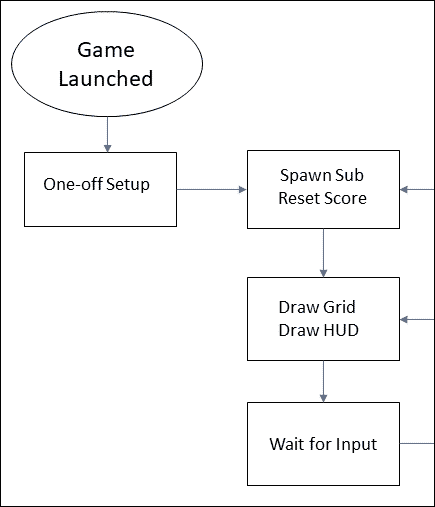 Game
Launched
One-off Setup
Spawn Sub
Reset Score
Draw Grid
Draw HUD
Wait for Input